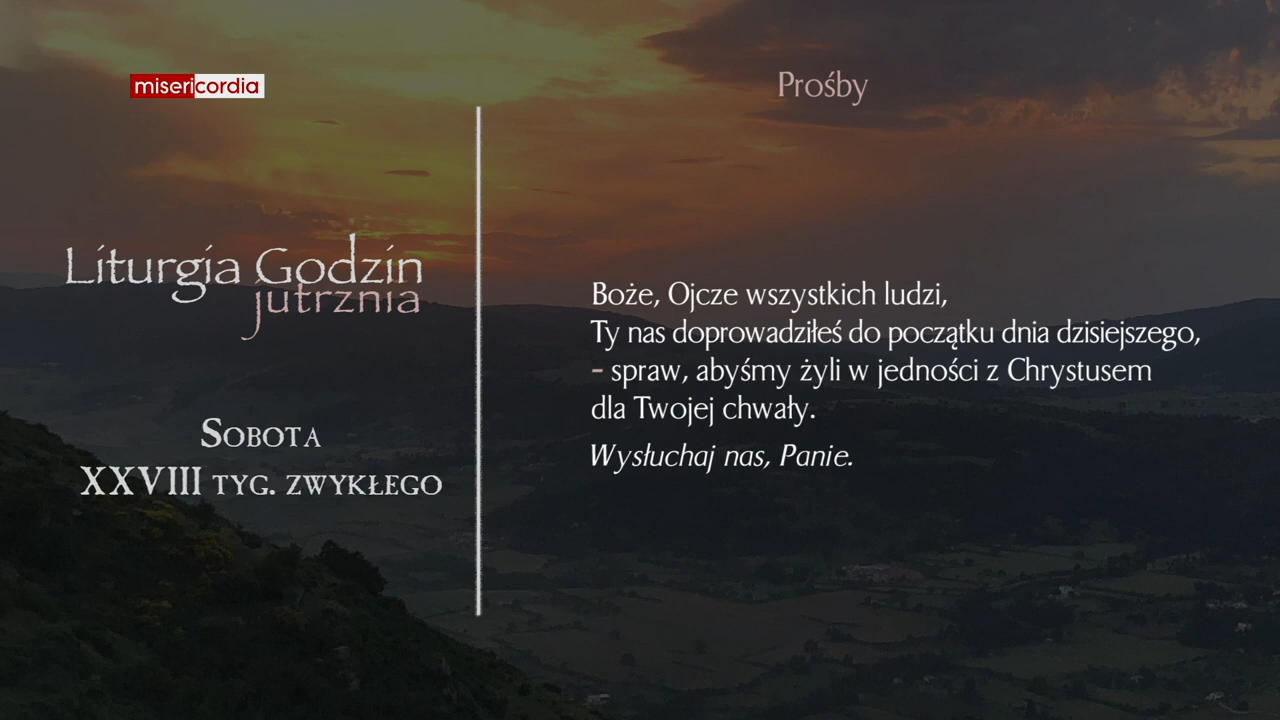 misericordia
Liturgia Godzin
jutrznia
Sobota
XXVIII tyg. zwykłego
Prośby
Boże, Ojcze wszystkich ludzi,
Ty nas doprowadziłeś do początku dnia dzisiejszego,
- spraw, abyśmy żyli w jedności z Chrystusem
dla Twojej chwały.
Wysłuchaj nas, Panie.